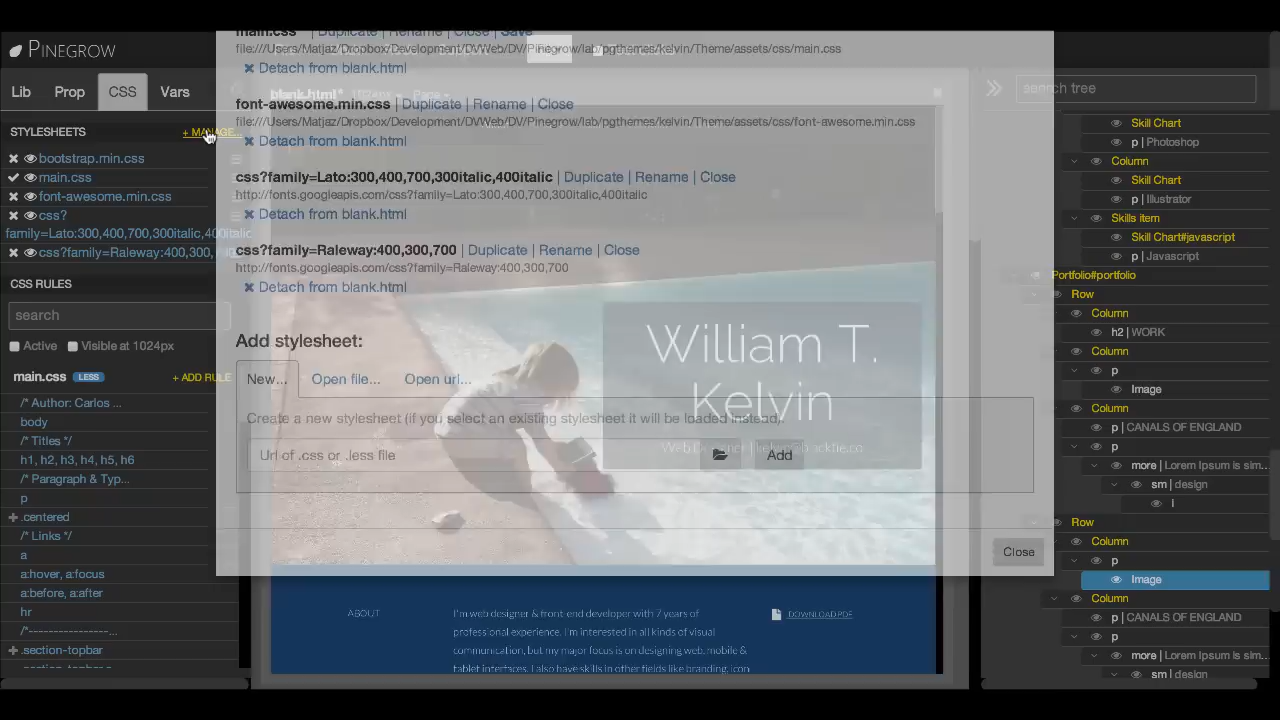 PINEGROW
Lib Prop CSS Vars
STYLESHEETS + MANAGE...
bootstrap.min.css
main.css
font-awesome.min.css
css?
family=Lato:300,400,700,300italic,400italic
css?family=Raleway:400,300,7
CSS RULES
search
Active Visible at 1024px
main.css LESS + ADD RULE
/* Author: Carlos ...
body
/* Titles */
h1, h2, h3, h4, h5, h6
/* Paragraph & Typ...
p
.centered
/* Links */
a
a:hover, a:focus
a:before, a:after
hr
/*----------------...
.section-topbar
main.css | Duplicate | Rename | Close | Save
file:///Users/Matjaz/Dropbox/Development/DVWeb/DV/Pinegrow/lab/pgthemes/kelvin/Theme/assets/css/main.css
Detach from blank.html
blank.html* Page
font-awesome.min.css | Duplicate | Rename | Close
file:///Users/Matjaz/Dropbox/Development/DVWeb/DV/Pinegrow/lab/pgthemes/kelvin/Theme/assets/css/font-awesome.min.css
Detach from blank.html
css?family=Lato:300,400,700,300italic,400italic | Duplicate | Rename | Close
http://fonts.googleapis.com/css?family=Lato:300,400,700,300italic,400italic
Detach from blank.html
css?family=Raleway:400,300,700 | Duplicate | Rename | Close
http://fonts.googleapis.com/css?family=Raleway:400,300,700
Detach from blank.html
Add stylesheet:
New... Open file... Open url...
Create a new stylesheet (if you select an existing stylesheet it will be loaded instead).
Url of .css or .less file Add
Close
William T.
Kelvin
ABOUT
I'm web designer & front-end developer with 7 years of
professional experience. I'm interested in all kinds of visual
communication, but my major focus is on designing web, mobile &
tablet interfaces. I also have skills in other fields like branding, icon
DOWNLOAD PDF
search tree
Skill Chart
p | Photoshop
Column
Skill Chart
p | Illustrator
Skills item
Skill Chart#javascript
p | Javascript
Portfolio#portfolio
Row
Column
h2 | WORK
Column
p
Image
Column
p | CANALS OF ENGLAND
p
more | Lorem Ipsum is sim...
sm | design
i
Row
Column
p
Image
Column
p | CANALS OF ENGLAND
p
more | Lorem Ipsum is sim...
sm | design